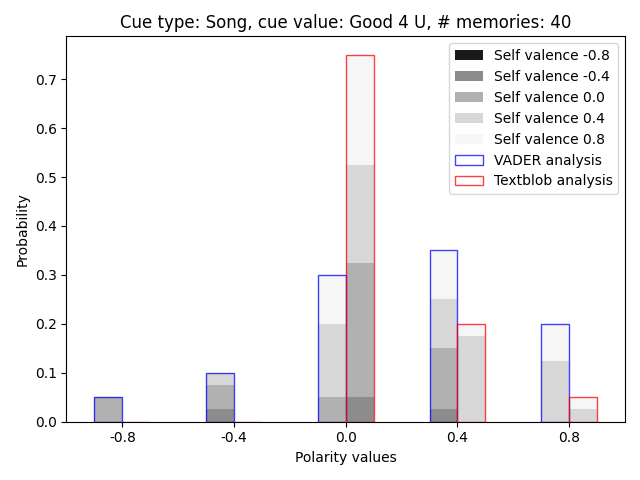 Cue type: Song, cue value: Good 4 U, # memories: 40
Self valence -0.8
Self valence -0.4
Self valence 0.0
Self valence 0.4
Self valence 0.8
VADER analysis
Textblob analysis
Probability
0.7
0.6
0.5
0.4
0.3
0.2
0.1
0.0
-0.8
-0.4
0.0
0.4
0.8
Polarity values